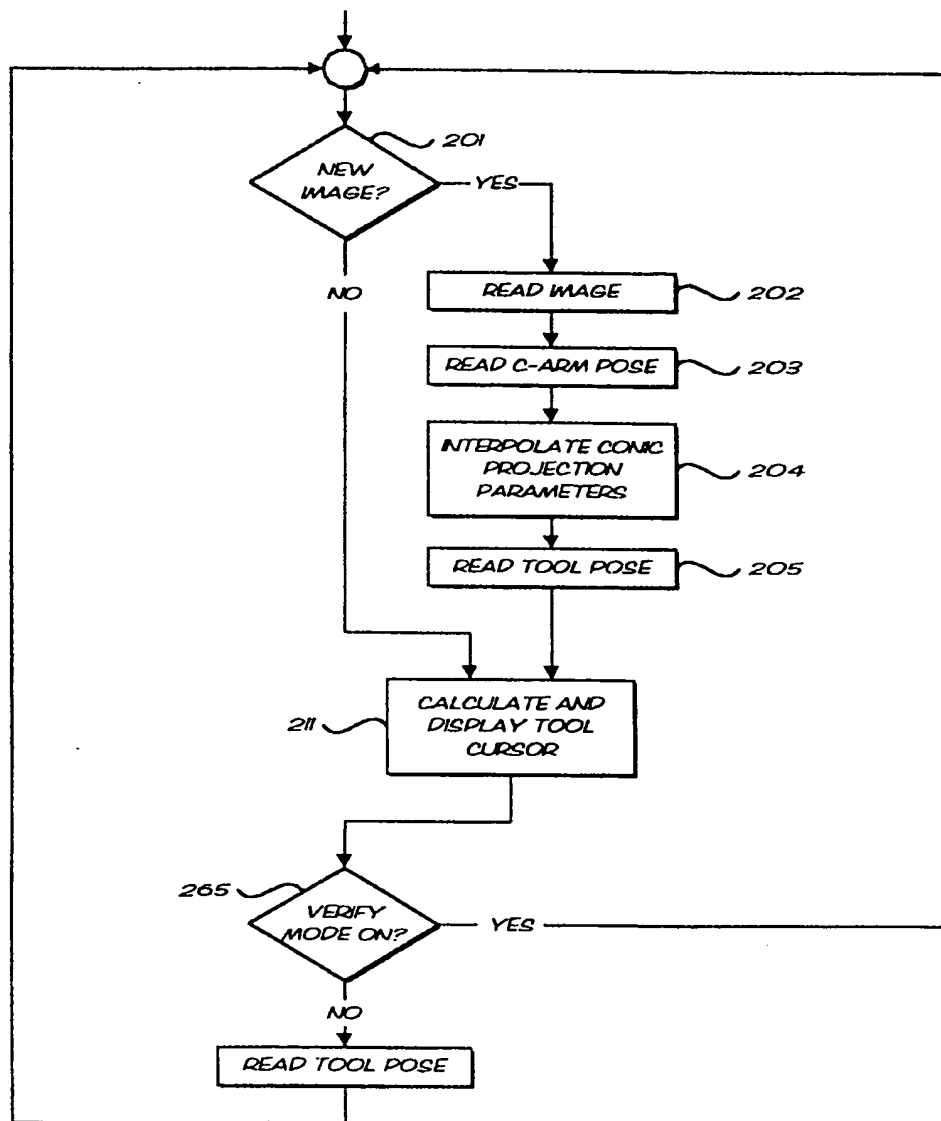 201
NEW
IMAGE?
YES
NO
READ IMAGE
202
READ C-ARM POSE
203
INTERPOLATE CONIC
PROJECTION
PARAMETERS
204
READ TOOL POSE
205
CALCULATE AND
DISPLAY TOOL
CURSOR
211
265
VERIFY
MODE ON?
YES
NO
READ TOOL POSE